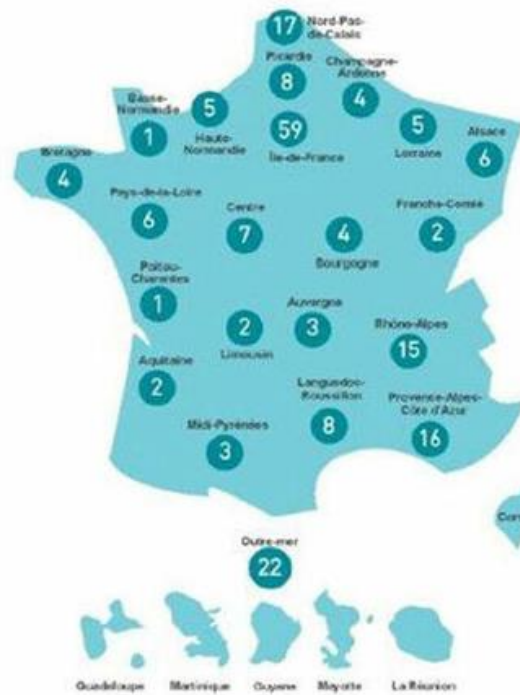 17
Nord-Pas-
de-Calais
Picardie
8
Champagne-
Ardenne
4
Basse-
Normandie
1
5
Haute-
Normandie
59
Île-de-France
5
Lorraine
Alsace
6
Bretagne
4
Pays-de-la-Loire
6
Centre
7
4
Bourgogne
Franche-Comté
2
Poitou-
Charentes
1
2
Limousin
Auvergne
3
Rhône-Alpes
15
Aquitaine
2
Languedoc-
Roussillon
8
Provence-Alpes-
Côte d'Azur
16
Midi-Pyrénées
3
Cor
Outre-mer
22
Guadeloupe Martinique Guyane Mayotte La Réunion